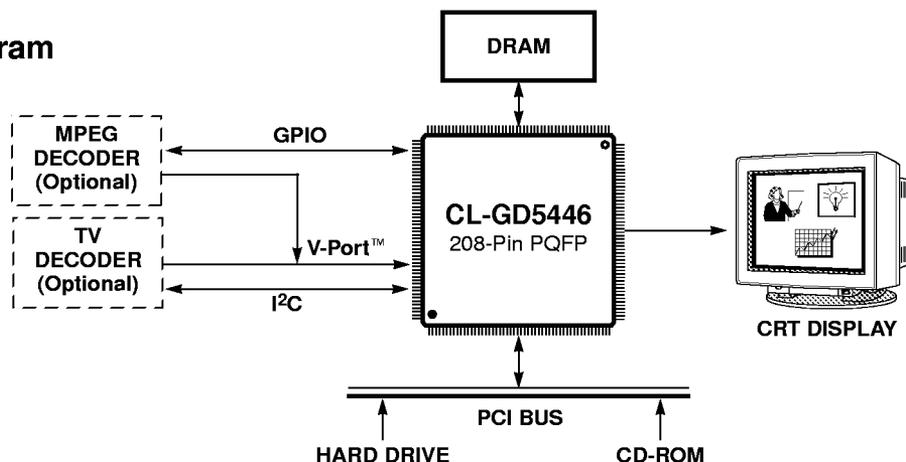 ram
DRAM
MPEG
DECODER
(Optional)
GPIO
TV
DECODER
(Optional)
V-Port™
I²C
CL-GD5446
208-Pin PQFP
CRT DISPLAY
PCI BUS
HARD DRIVE
CD-ROM